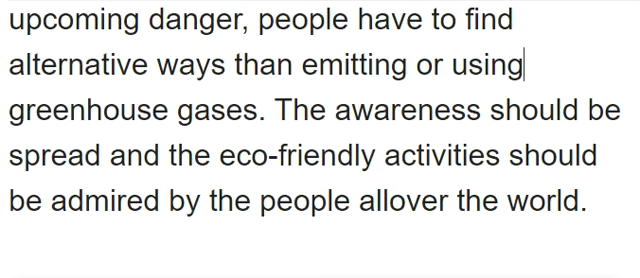 upcoming danger, people have to find
alternative ways than emitting or using
greenhouse gases. The awareness should be
spread and the eco-friendly activities should
be admired by the people allover the world.